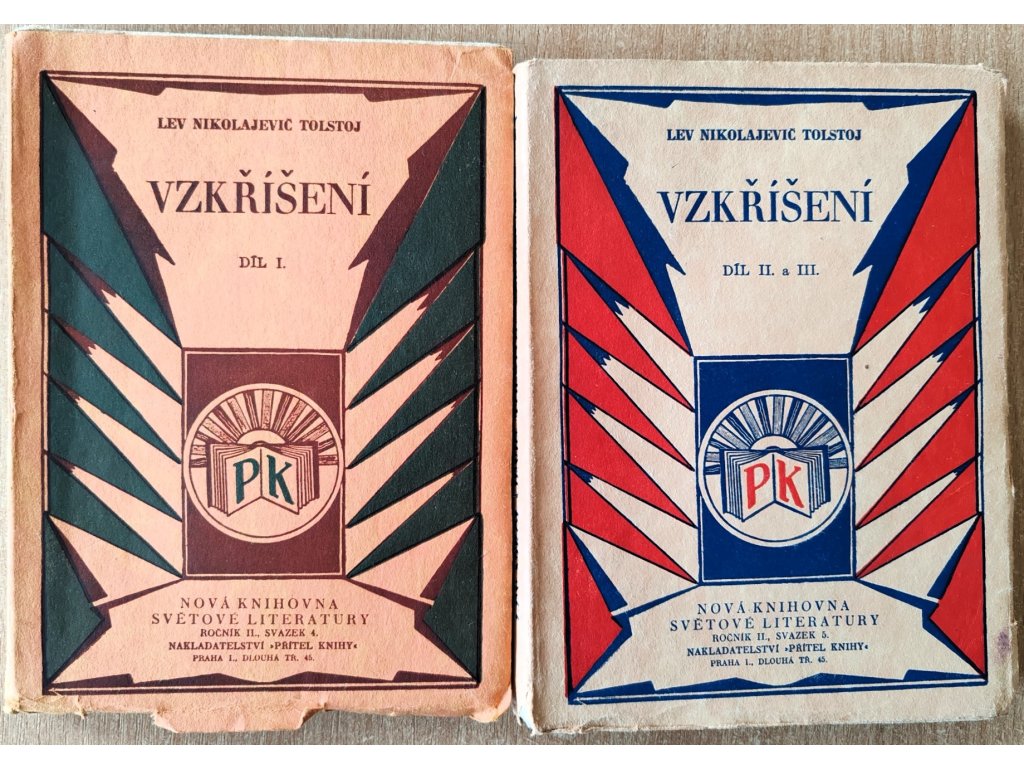 LEV NIKOLAJEVIČ TOLSTOJ
VZKŘÍŠENÍ
DÍL I.
PK
NOVÁ KNIHOVNA
SVĚTOVÉ LITERATURY
ROČNÍK II., SVAZEK 4.
NAKLADATELSTVÍ »PŘÍTEL KNIHY«
PRAHA I., DLOUHÁ TŘ. 45.
LEV NIKOLAJEVIČ TOLSTOJ
VZKŘÍŠENÍ
DÍL II. a III.
PK
NOVÁ KNIHOVNA
SVĚTOVÉ LITERATURY
ROČNÍK II., SVAZEK 5.
NAKLADATELSTVÍ »PŘÍTEL KNIHY«
PRAHA I., DLOUHÁ TŘ. 45.